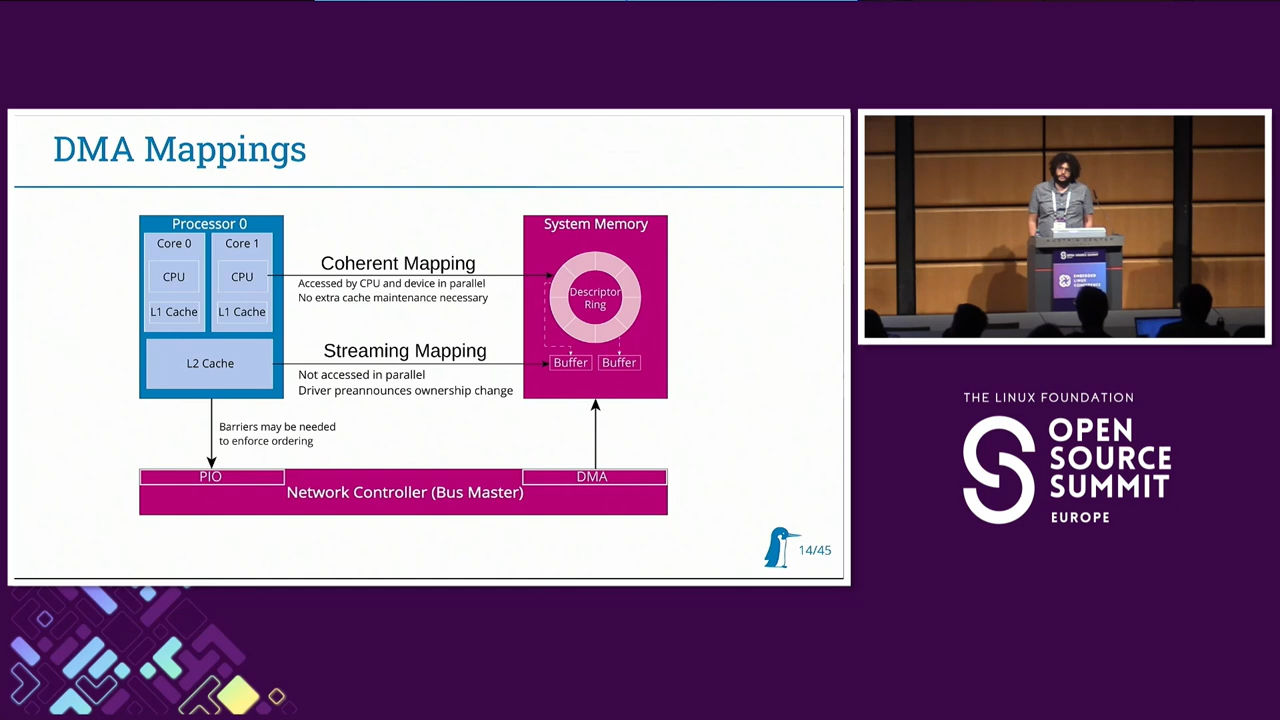 DMA Mappings
Processor 0
Core 0
Core 1
CPU
CPU
L1 Cache
L1 Cache
L2 Cache
Coherent Mapping
Accessed by CPU and device in parallel
No extra cache maintenance necessary
Streaming Mapping
Not accessed in parallel
Driver preannounces ownership change
System Memory
Descriptor
Ring
Buffer
Buffer
Barriers may be needed
to enforce ordering
PIO
DMA
Network Controller (Bus Master)
14/45
THE LINUX FOUNDATION
OPEN
SOURCE
SUMMIT
EUROPE